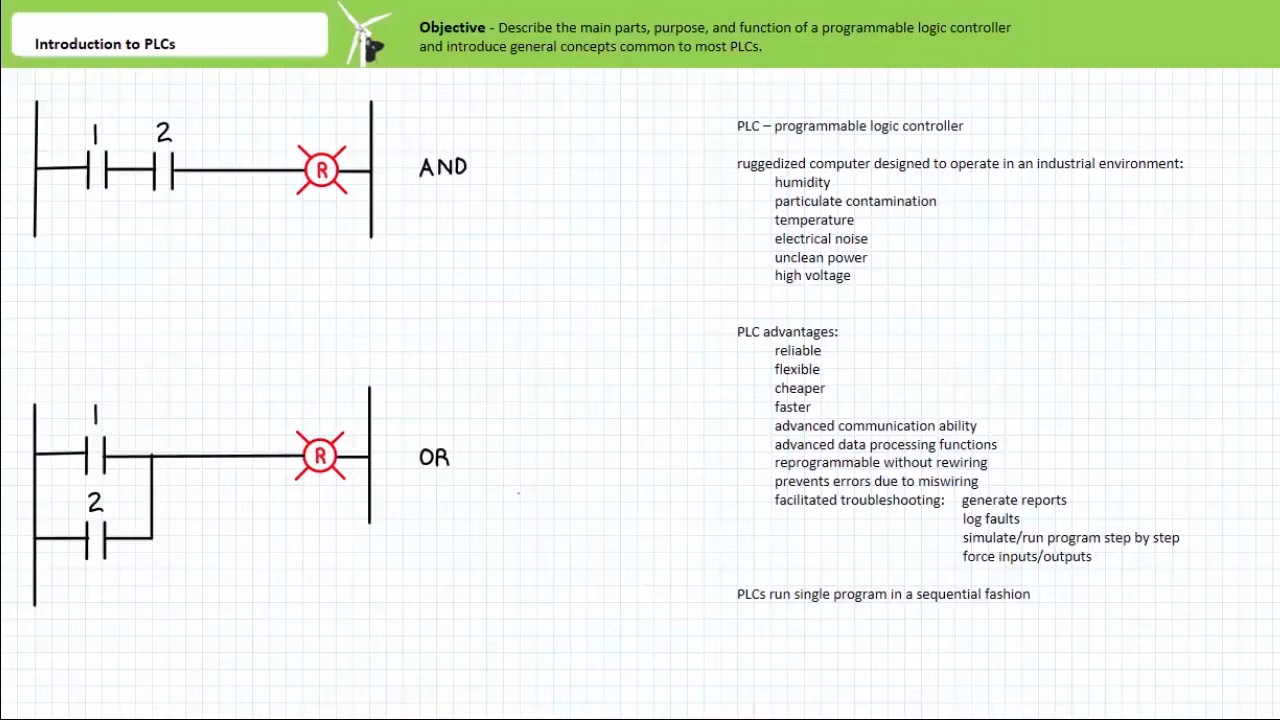 Introduction to PLCs
Objective - Describe the main parts, purpose, and function of a programmable logic controller
and introduce general concepts common to most PLCs.
1 2
R
AND
1
R
OR
2
PLC – programmable logic controller
ruggedized computer designed to operate in an industrial environment:
humidity
particulate contamination
temperature
electrical noise
unclean power
high voltage
PLC advantages:
reliable
flexible
cheaper
faster
advanced communication ability
advanced data processing functions
reprogrammable without rewiring
prevents errors due to miswiring
facilitated troubleshooting: generate reports
log faults
simulate/run program step by step
force inputs/outputs
PLCs run single program in a sequential fashion